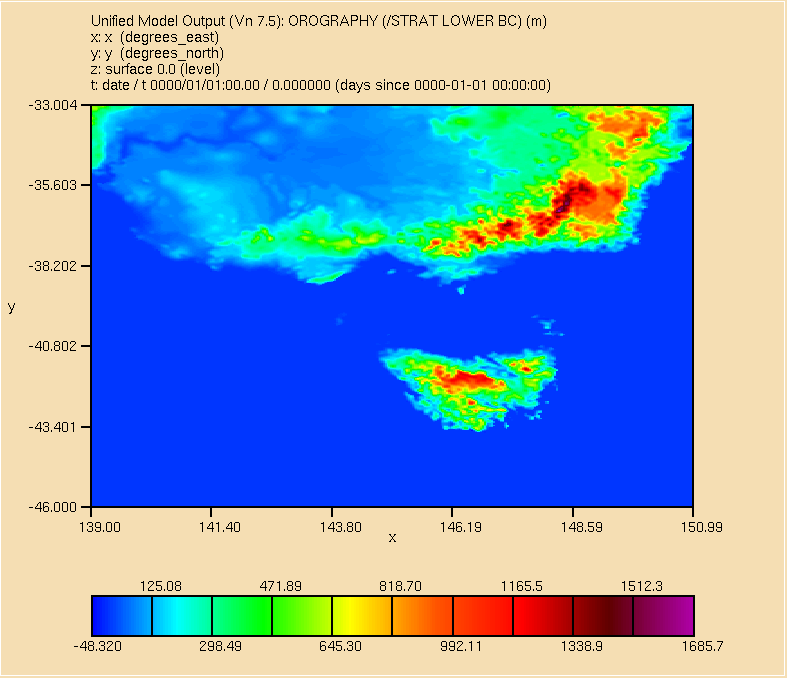 Unified Model Output (Vn 7.5): OROGRAPHY (/STRAT LOWER BC) (m)
x: x (degrees_east)
y: y (degrees_north)
z: surface 0.0 (level)
t: date / t 0000/01/01:00.00 / 0.000000 (days since 0000-01-01 00:00:00)
-33.004
-35.603
-38.202
y
-40.802
-43.401
-46.000
139.00 141.40 143.80 146.19 148.59 150.99
x
125.08 471.89 818.70 1165.5 1512.3
-48.320 298.49 645.30 992.11 1338.9 1685.7